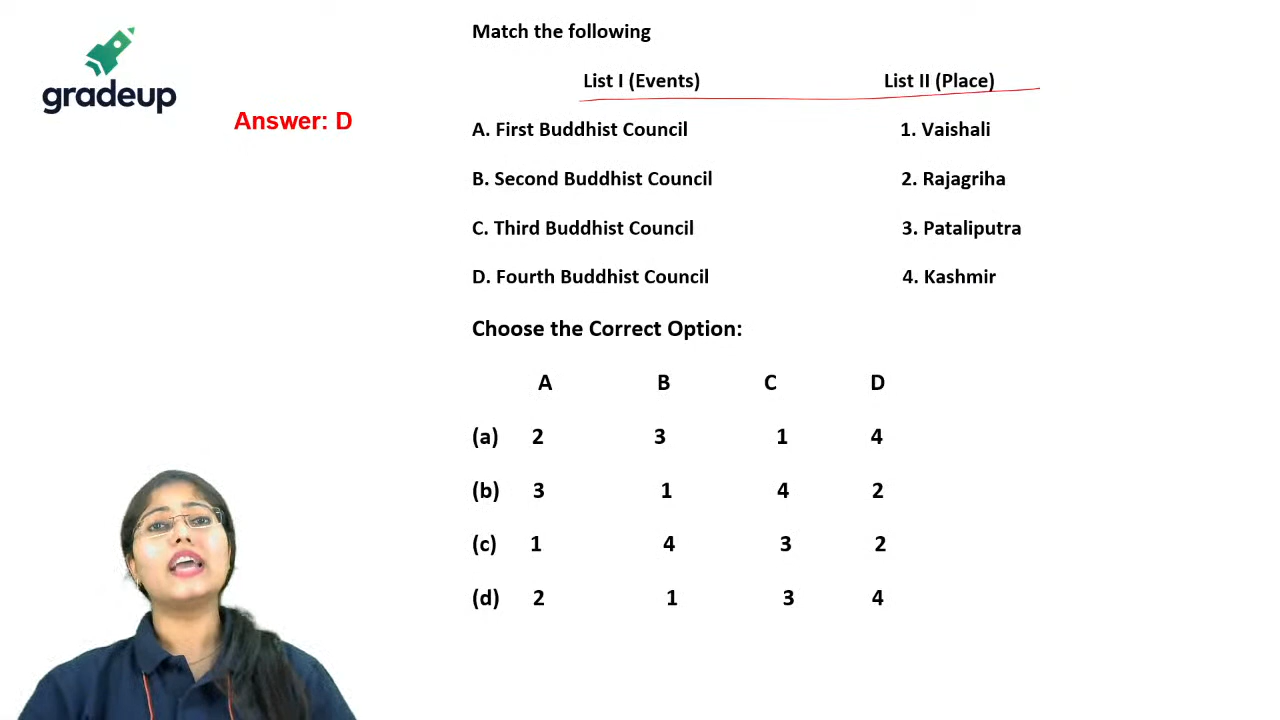 gradeup
Answer: D
Match the following
List I (Events) List II (Place)
A. First Buddhist Council 1. Vaishali
B. Second Buddhist Council 2. Rajagriha
C. Third Buddhist Council 3. Pataliputra
D. Fourth Buddhist Council 4. Kashmir
Choose the Correct Option:
A B C D
(a) 2 3 1 4
(b) 3 1 4 2
(c) 1 4 3 2
(d) 2 1 3 4